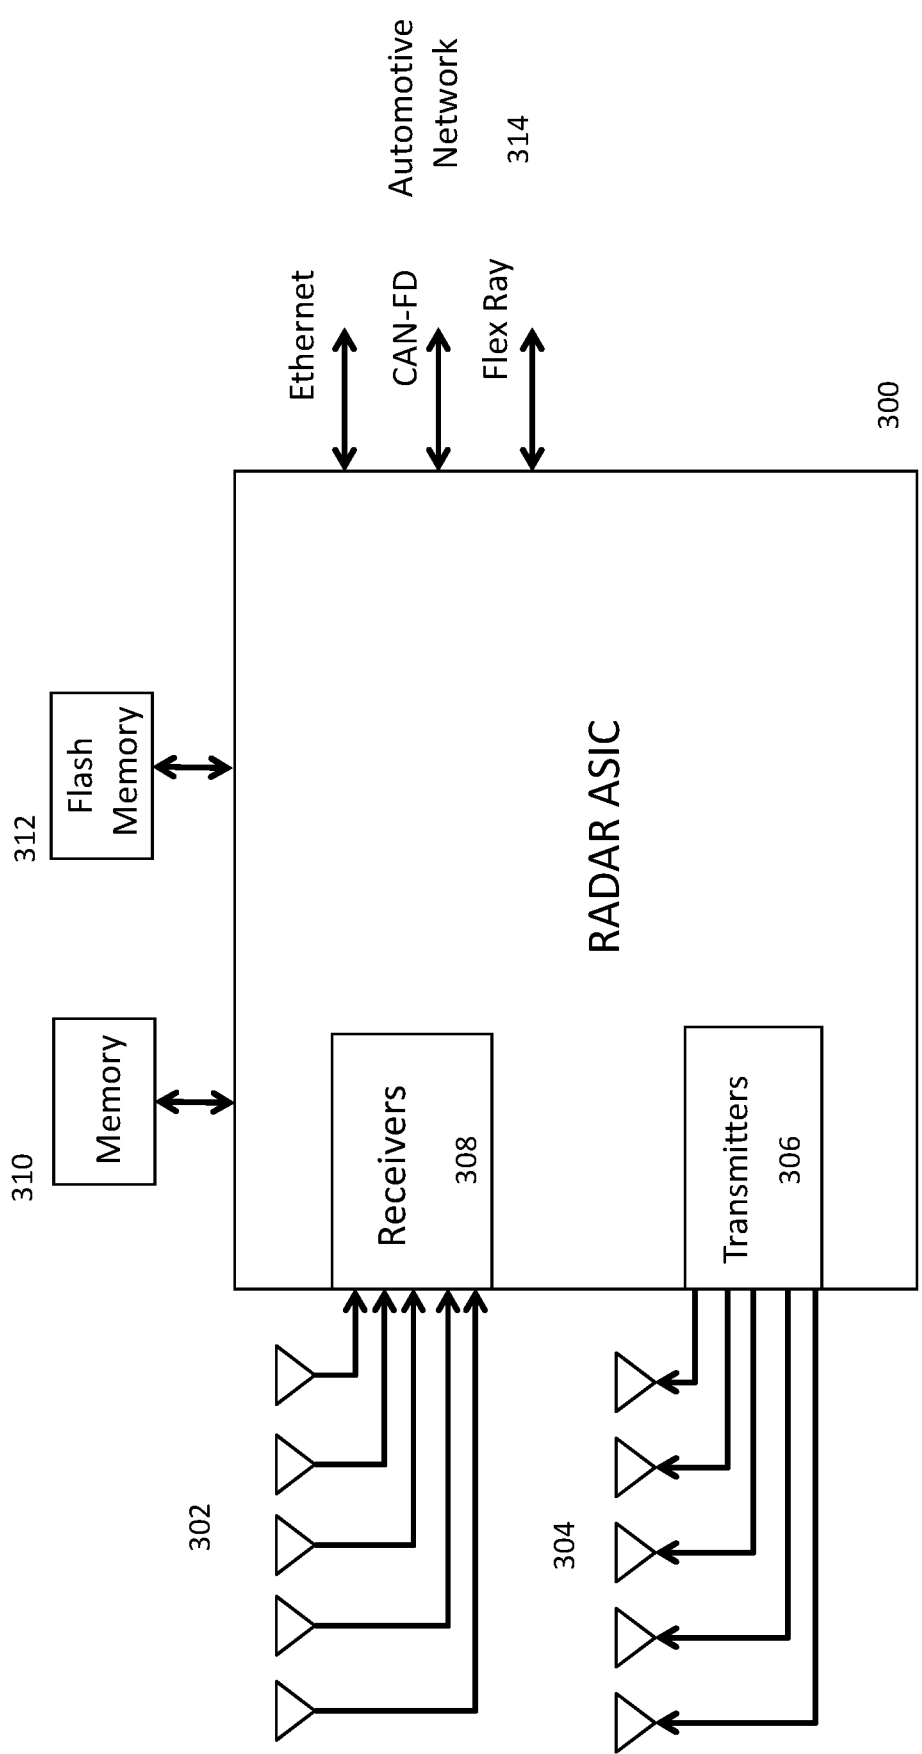 310
Memory
312
Flash
Memory
302
Receivers
308
RADAR ASIC
304
Transmitters
306
Ethernet
CAN-FD
Flex Ray
Automotive
Network
314
300